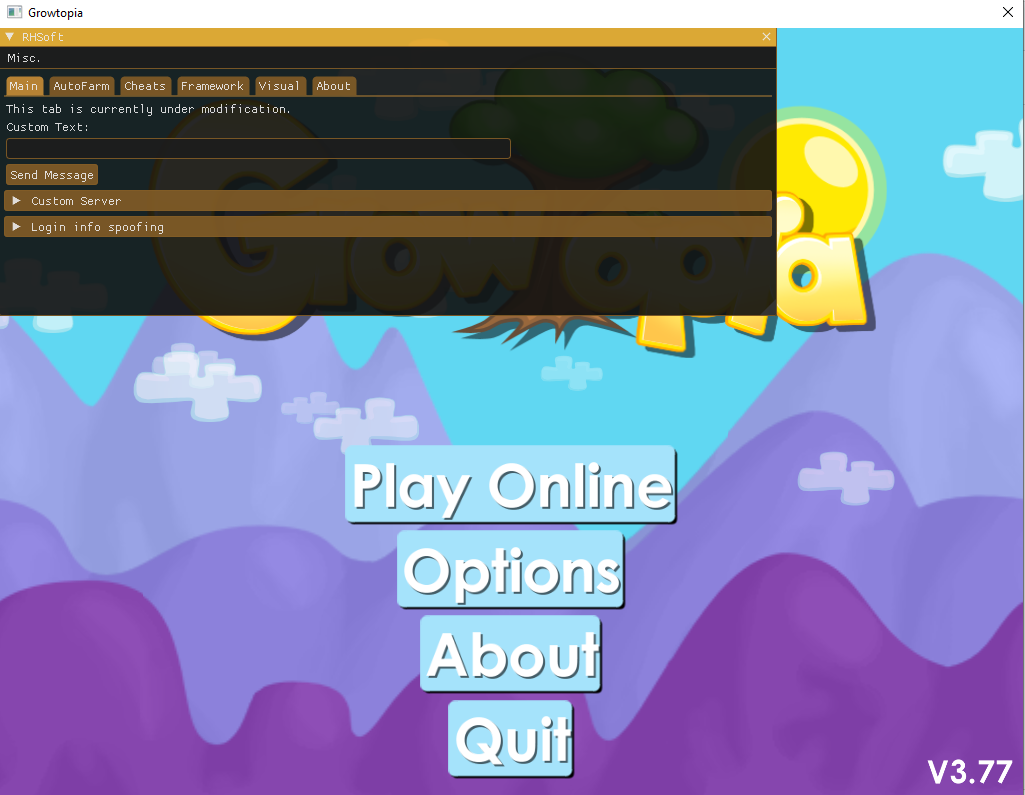 Growtopia
RHSoft
Misc.
Main AutoFarm Cheats Framework Visual About
This tab is currently under modification.
Custom Text:
Send Message
Custom Server
Login info spoofing
Growtopia
Play Online
Options
About
Quit
V3.77